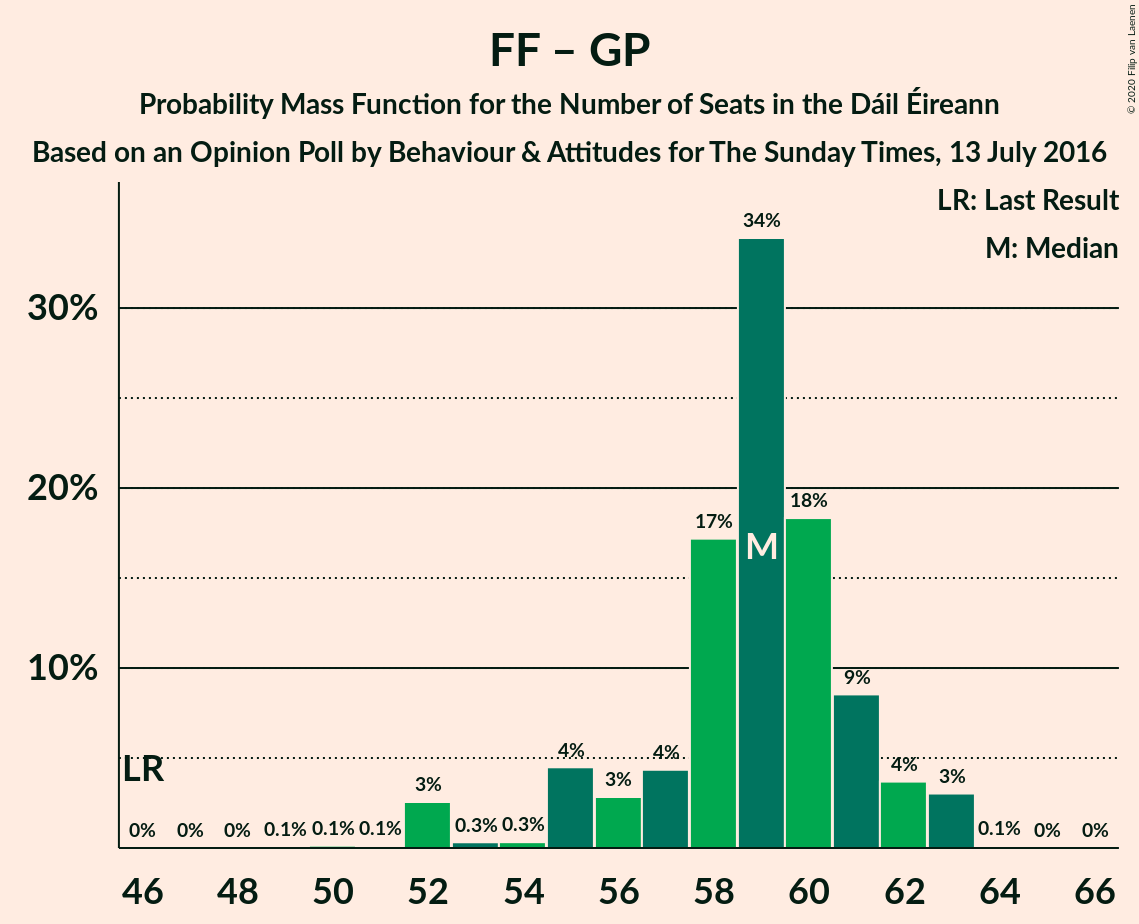 FF – GP
Probability Mass Function for the Number of Seats in the Dáil Éireann
Based on an Opinion Poll by Behaviour & Attitudes for The Sunday Times, 13 July 2016
© 2020 Filip van Laenen
LR: Last Result
M: Median
30%
20%
10%
LR
M
0% 0% 0% 0.1% 0.1% 0.1% 3% 0.3% 0.3% 4% 3% 4% 17% 34% 18% 9% 4% 3% 0.1% 0% 0%
46 48 50 52 54 56 58 60 62 64 66